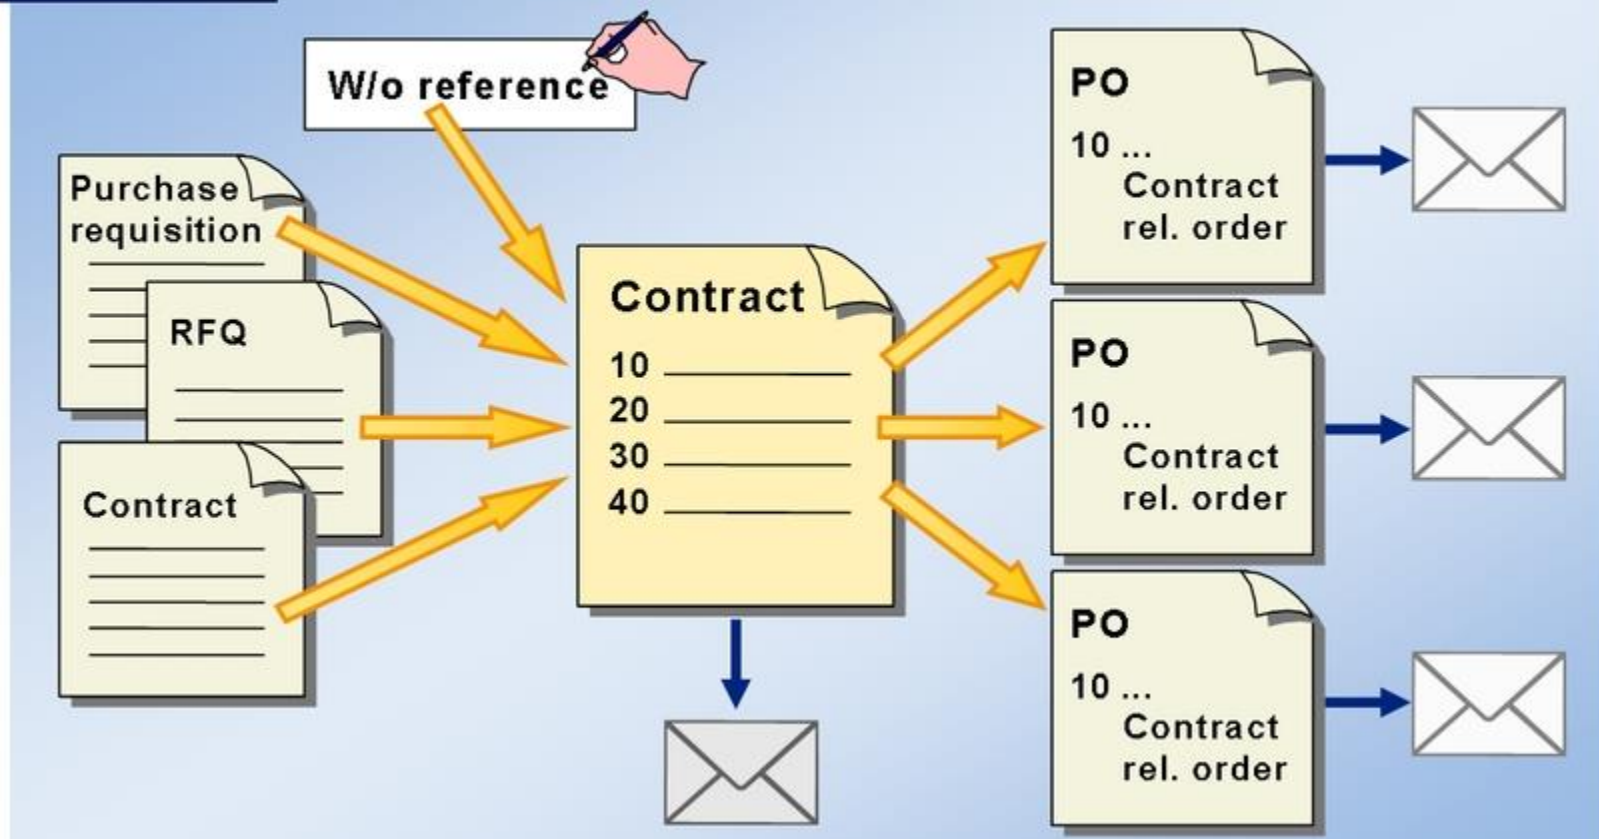 W/o reference
Purchase
requisition
RFQ
Contract
Contract
10
20
30
40
PO
10 ...
Contract
rel. order
PO
10 ...
Contract
rel. order
PO
10 ...
Contract
rel. order